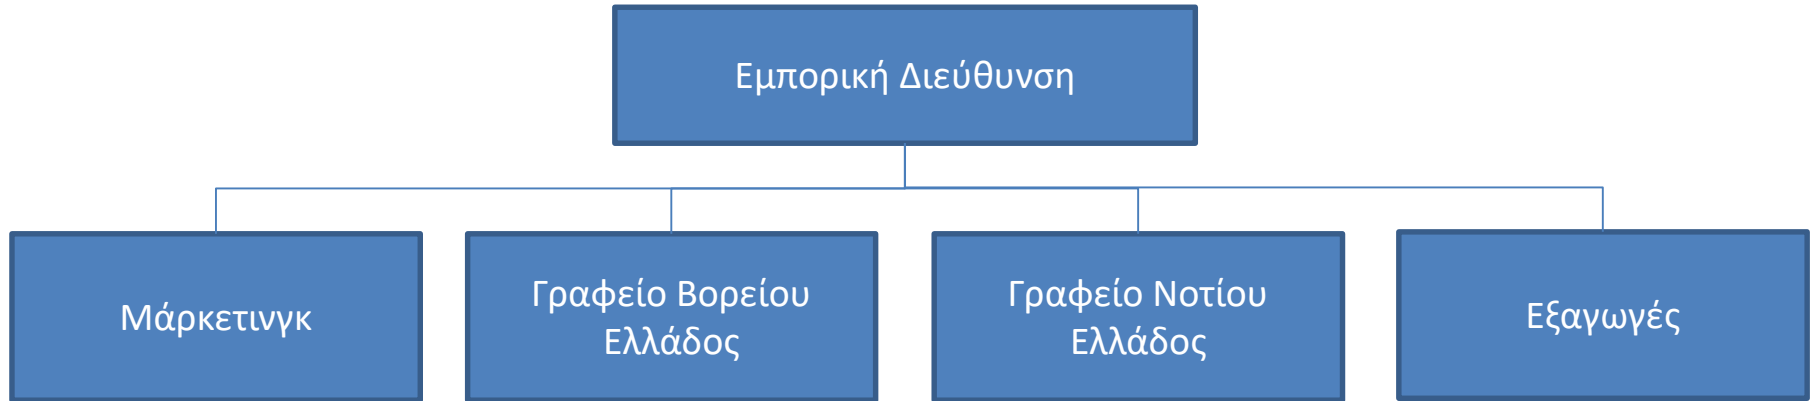 Εμπορική Διεύθυνση
Μάρκετινγκ
Γραφείο Βορείου
Ελλάδος
Γραφείο Νοτίου
Ελλάδος
Εξαγωγές